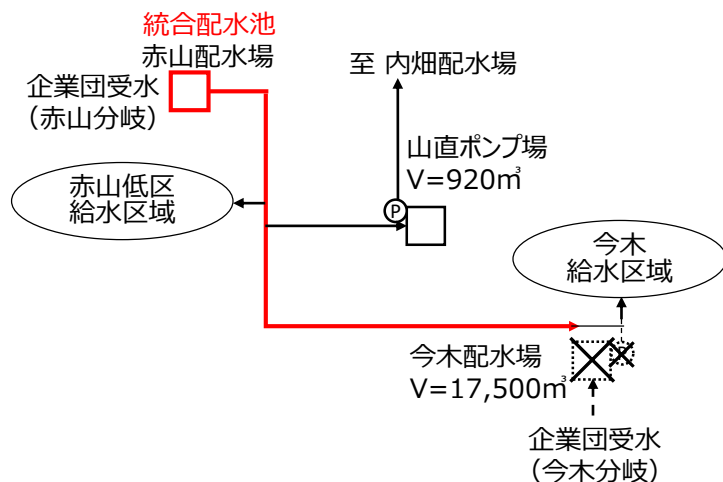 統合配水池
赤山配水場
企業団受水
（赤山分岐）
至 内畑配水場
山直ポンプ場
V=920㎥
P
赤山低区
給水区域
今木
給水区域
今木配水場
V=17,500㎥
P
企業団受水
（今木分岐）